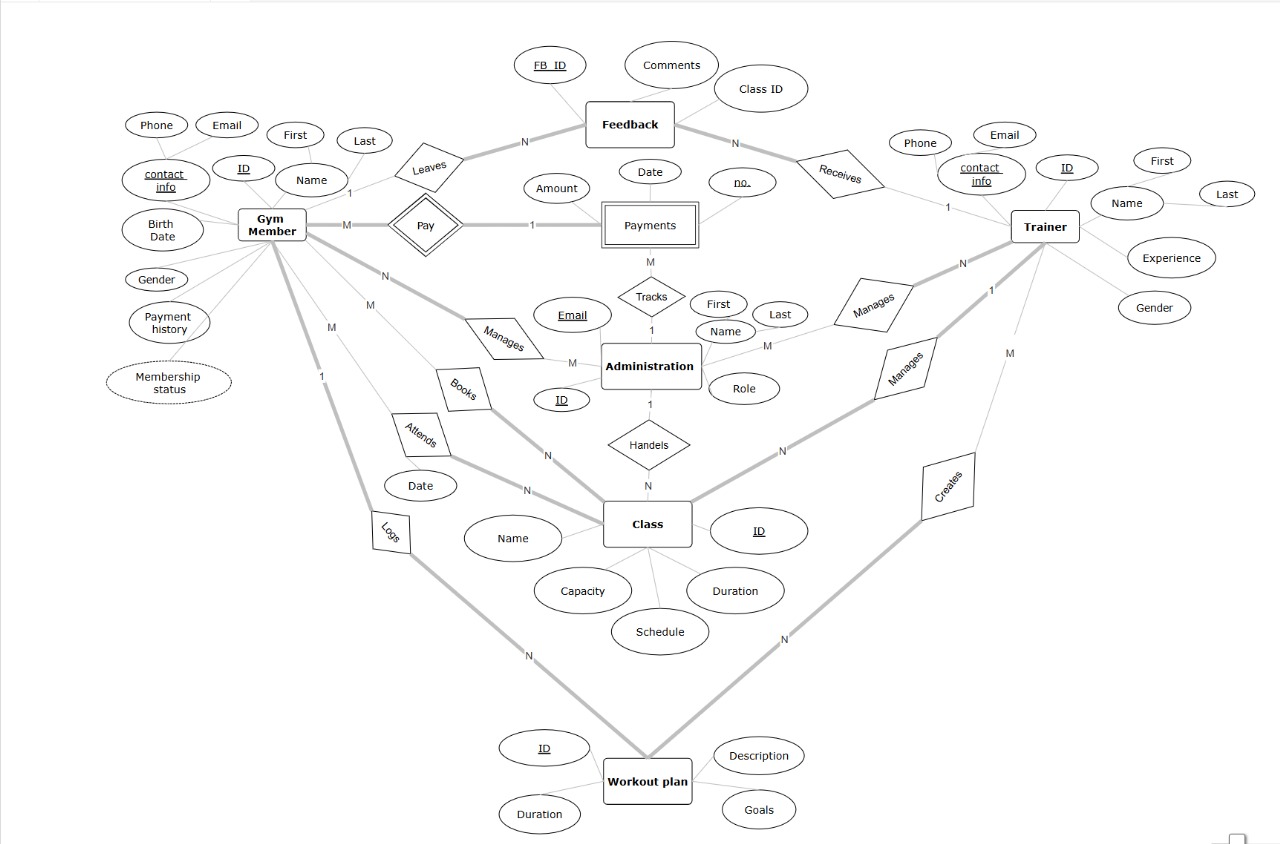 FB_ID
Comments
Class ID
Feedback
Phone
Email
First
Last
contact
info
ID
Name
N
Leaves
1
N
Receives
1
Phone
Email
contact
info
ID
First
Name
Last
Gym
Member
Birth
Date
Gender
Payment
history
Membership
status
M
Pay
1
Amount
Date
no.
Payments
Trainer
Experience
Gender
M
Tracks
1
N
Manages
M
Email
First
Name
Last
Administration
ID
Role
M
Manages
N
M
Books
N
M
Attends
Date
N
1
Handels
N
1
Manages
N
M
Creates
N
1
Logs
N
Class
Name
ID
Capacity
Duration
Schedule
ID
Description
Workout plan
Duration
Goals